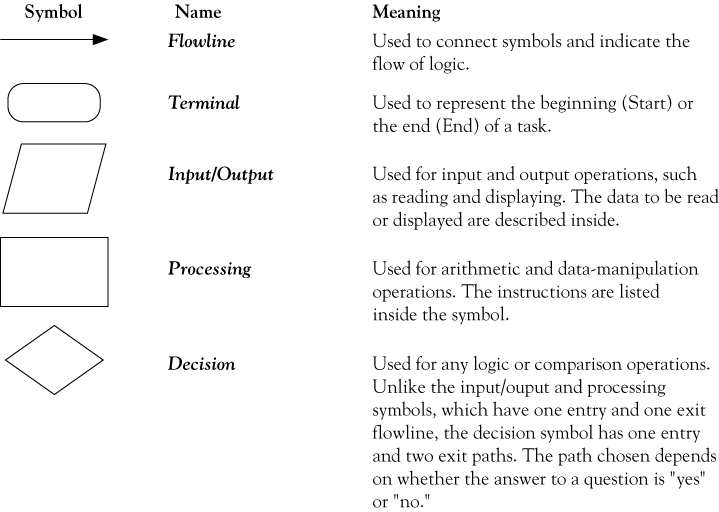 Symbol Name Meaning
Flowline Used to connect symbols and indicate the
flow of logic.
Terminal Used to represent the beginning (Start) or
the end (End) of a task.
Input/Output Used for input and output operations, such
as reading and displaying. The data to be read
or displayed are described inside.
Processing Used for arithmetic and data-manipulation
operations. The instructions are listed
inside the symbol.
Decision Used for any logic or comparison operations.
Unlike the input/ouput and processing
symbols, which have one entry and one exit
flowline, the decision symbol has one entry
and two exit paths. The path chosen depends
on whether the answer to a question is "yes"
or "no."